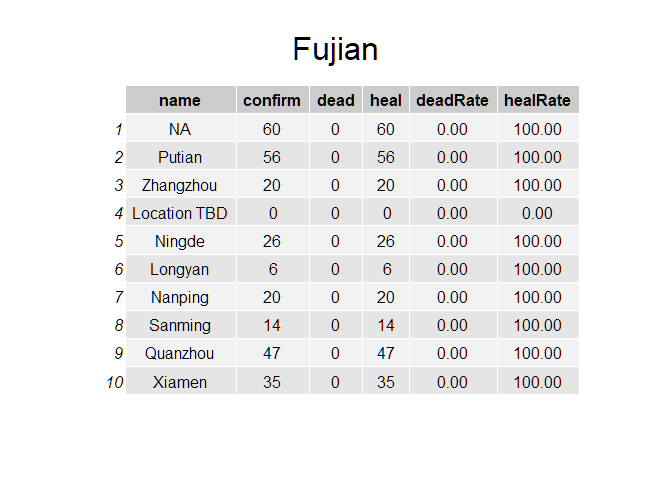 Fujian
name confirm dead heal deadRate healRate
1 NA 60 0 60 0.00 100.00
2 Putian 56 0 56 0.00 100.00
3 Zhangzhou 20 0 20 0.00 100.00
4 Location TBD 0 0 0 0.00 0.00
5 Ningde 26 0 26 0.00 100.00
6 Longyan 6 0 6 0.00 100.00
7 Nanping 20 0 20 0.00 100.00
8 Sanming 14 0 14 0.00 100.00
9 Quanzhou 47 0 47 0.00 100.00
10 Xiamen 35 0 35 0.00 100.00